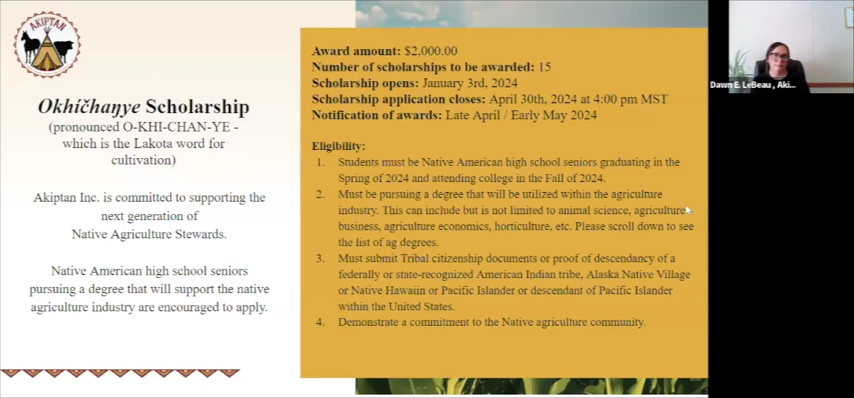 AKIPTAN
Okhíčhaŋye Scholarship
(pronounced O-KHI-CHAN-YE -
which is the Lakota word for
cultivation)
Akiptan Inc. is committed to supporting the
next generation of
Native Agriculture Stewards.
Native American high school seniors
pursuing a degree that will support the native
agriculture industry are encouraged to apply.
Award amount: $2,000.00
Number of scholarships to be awarded: 15
Scholarship opens: January 3rd, 2024
Scholarship application closes: April 30th, 2024 at 4:00 pm MST
Notification of awards: Late April / Early May 2024
Eligibility:
1. Students must be Native American high school seniors graduating in the
Spring of 2024 and attending college in the Fall of 2024.
2. Must be pursuing a degree that will be utilized within the agriculture
industry. This can include but is not limited to animal science, agriculture
business, agriculture economics, horticulture, etc. Please scroll down to see
the list of ag degrees.
3. Must submit Tribal citizenship documents or proof of descendancy of a
federally or state-recognized American Indian tribe, Alaska Native Village
or Native Hawaiin or Pacific Islander or descendant of Pacific Islander
within the United States.
4. Demonstrate a commitment to the Native agriculture community.
Dawn E. LeBeau , Aki...